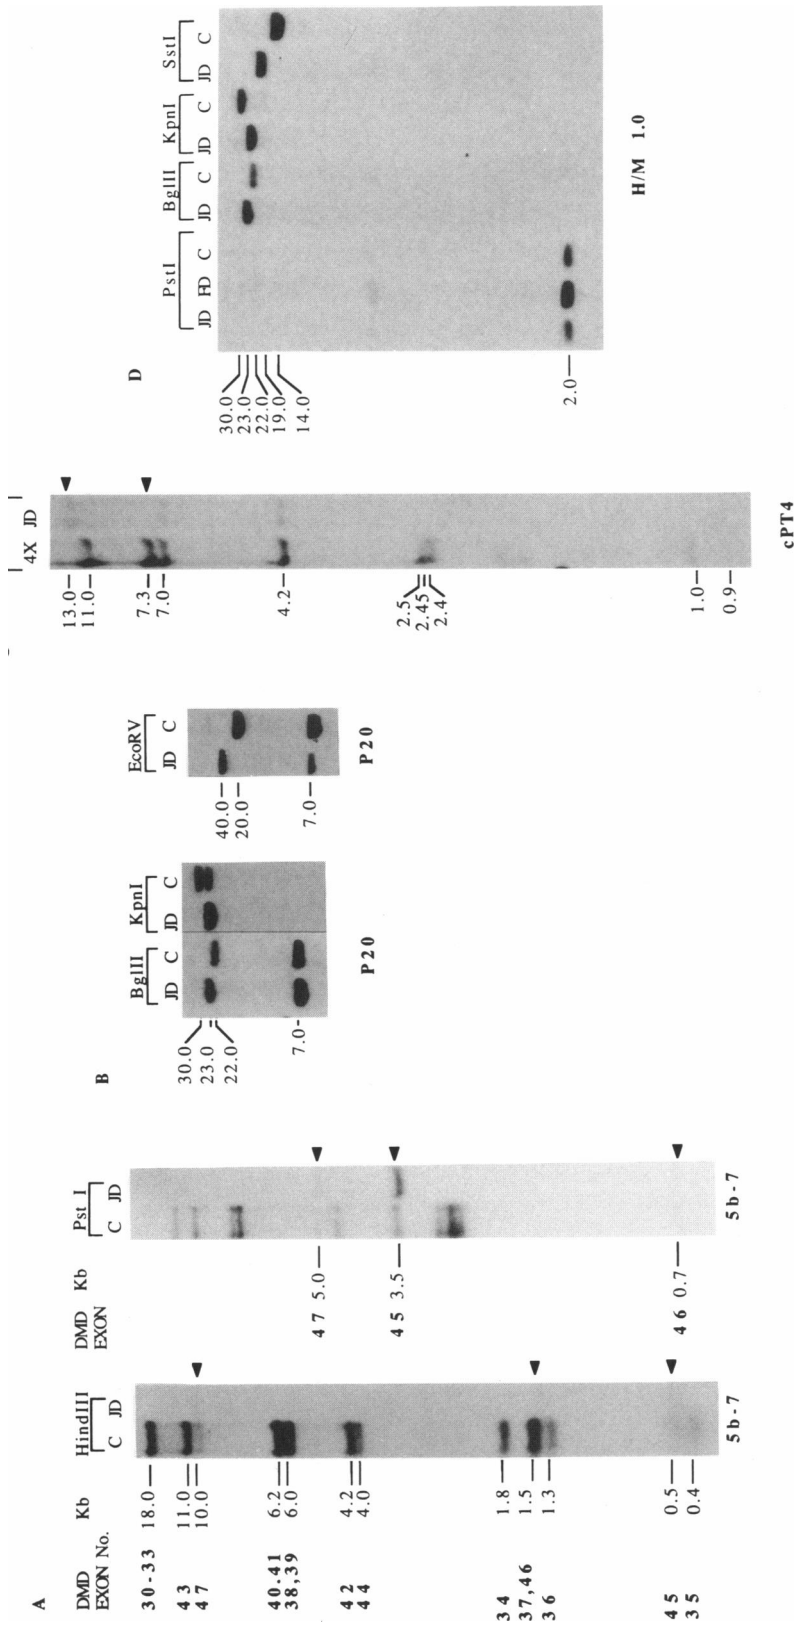 A
DMD EXON No.
Kb
HindIII
C JD
30-33 18.0
43 11.0
47 10.0
40.41 6.2
38,39 6.0
42 4.2
44 4.0
34 1.8
37,46 1.5
36 1.3
45 0.5
35 0.4
5b-7
DMD EXON
Kb
Pst I
C JD
47 5.0
45 3.5
46 0.7
5b-7
B
BglII KpnI
JD C JD C
30.0
23.0
22.0
7.0
P20
EcoRV
JD C
40.0
20.0
7.0
P20
4X JD
13.0
11.0
7.3
7.0
4.2
2.5
2.45
2.4
1.0
0.9
cPT4
D
PstI BglII KpnI SstI
JD HD C JD C JD C JD C
30.0
23.0
22.0
19.0
14.0
2.0
H/M 1.0